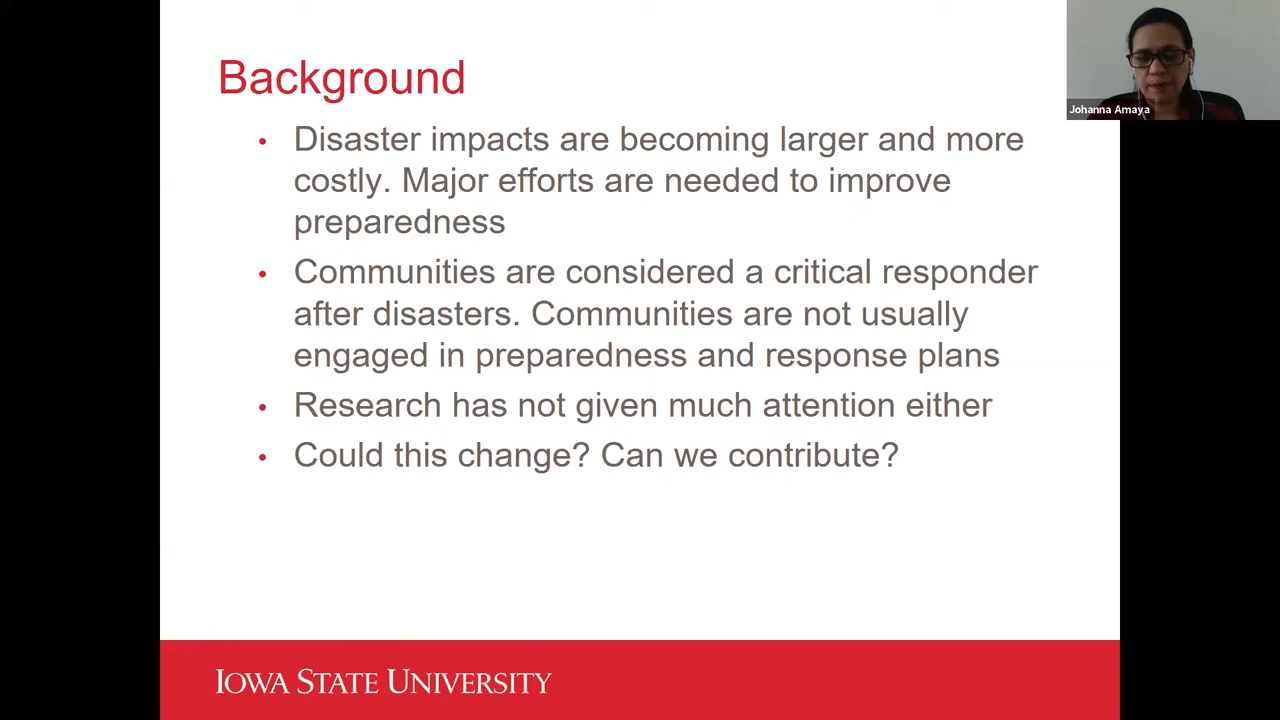 Background
• Disaster impacts are becoming larger and more
costly. Major efforts are needed to improve
preparedness
• Communities are considered a critical responder
after disasters. Communities are not usually
engaged in preparedness and response plans
• Research has not given much attention either
• Could this change? Can we contribute?
IOWA STATE UNIVERSITY
Johanna Amaya